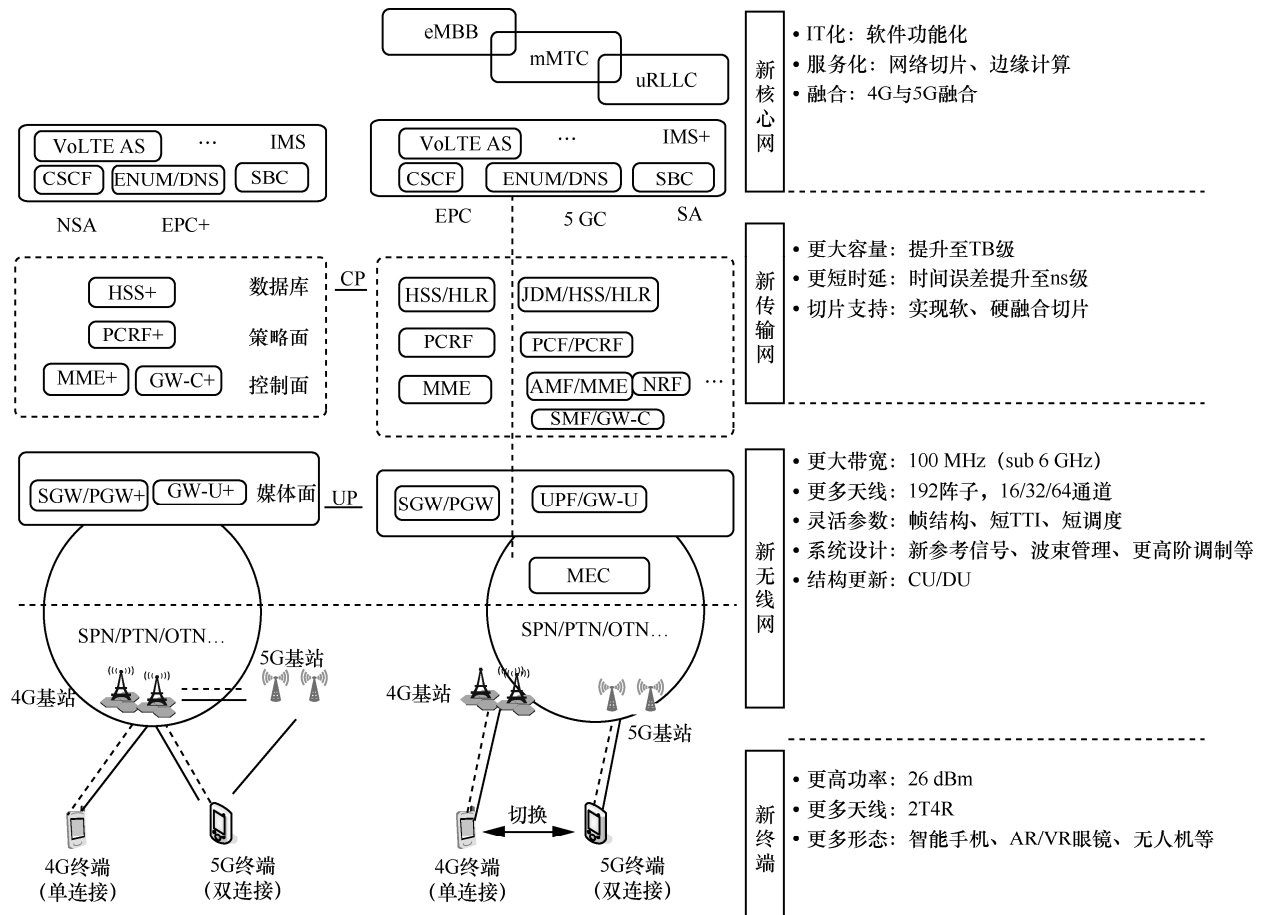 eMBB
mMTC
uRLLC
VoLTE AS … IMS
CSCF ENUM/DNS SBC
NSA EPC+
VoLTE AS … IMS+
CSCF ENUM/DNS SBC
EPC 5 GC SA
HSS+ 数据库
PCRF+ 策略面
MME+ GW-C+ 控制面
CP
HSS/HLR JDM/HSS/HLR
PCRF PCF/PCRF
MME AMF/MME NRF …
SMF/GW-C
SGW/PGW+ GW-U+ 媒体面
UP
SGW/PGW UPF/GW-U
MEC
SPN/PTN/OTN…
4G基站
5G基站
SPN/PTN/OTN…
4G基站
5G基站
4G终端
(单连接)
5G终端
(双连接)
切换
4G终端
(单连接)
5G终端
(双连接)
新核心网
• IT化：软件功能化
• 服务化：网络切片、边缘计算
• 融合：4G与5G融合
新传输网
• 更大容量：提升至TB级
• 更短时延：时间误差提升至ns级
• 切片支持：实现软、硬融合切片
新无线网
• 更大带宽：100 MHz（sub 6 GHz）
• 更多天线：192阵子，16/32/64通道
• 灵活参数：帧结构、短TTI、短调度
• 系统设计：新参考信号、波束管理、更高阶调制等
• 结构更新：CU/DU
新终端
• 更高功率：26 dBm
• 更多天线：2T4R
• 更多形态：智能手机、AR/VR眼镜、无人机等